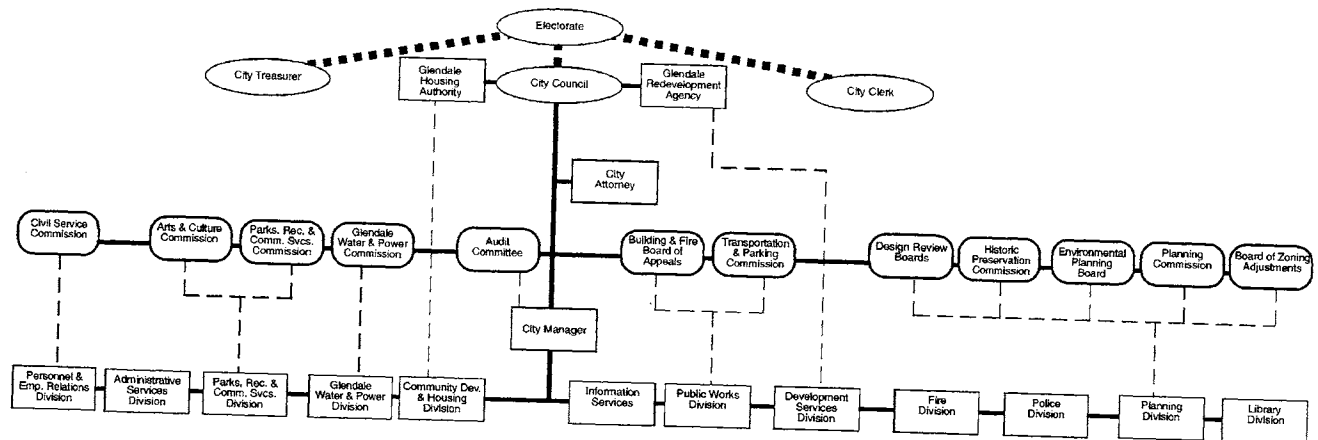 Electorate
City Treasurer
Glendale
Housing
Authority
City Council
Glendale
Redevelopment
Agency
City Clerk
City
Attorney
Civil Service
Commission
Arts & Culture
Commission
Parks. Rec. &
Comm. Svcs.
Commission
Glendale
Water & Power
Commission
Audit
Committee
Building & Fire
Board of
Appeals
Transportation
& Parking
Commission
Design Review
Boards
Historic
Preservation
Commission
Environmental
Planning
Board
Planning
Commission
Board of Zoning
Adjustments
City Manager
Personnel &
Emp. Relations
Division
Administrative
Services
Division
Parks, Rec. &
Comm. Svcs.
Division
Glendale
Water & Power
Division
Community Dev.
& Housing
Division
Information
Services
Public Works
Division
Development
Services
Division
Fire
Division
Police
Division
Planning
Division
Library
Division